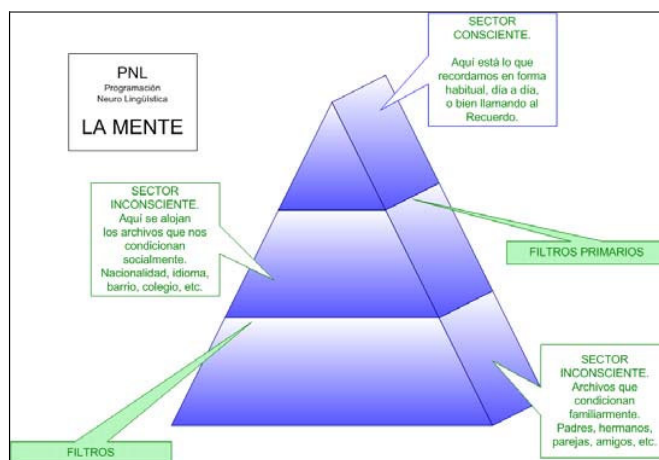 PNL
Programación
Neuro Lingüística
LA MENTE
SECTOR
CONSCIENTE.
Aquí está lo que
recordamos en forma
habitual, día a día,
o bien llamando al
Recuerdo.
SECTOR
INCONSCIENTE.
Aquí se alojan
los archivos que nos
condicionan
socialmente.
Nacionalidad, idioma,
barrio, colegio, etc.
FILTROS PRIMARIOS
SECTOR
INCONSCIENTE.
Archivos que
condicionan
familiarmente.
Padres, hermanos,
parejas, amigos, etc.
FILTROS